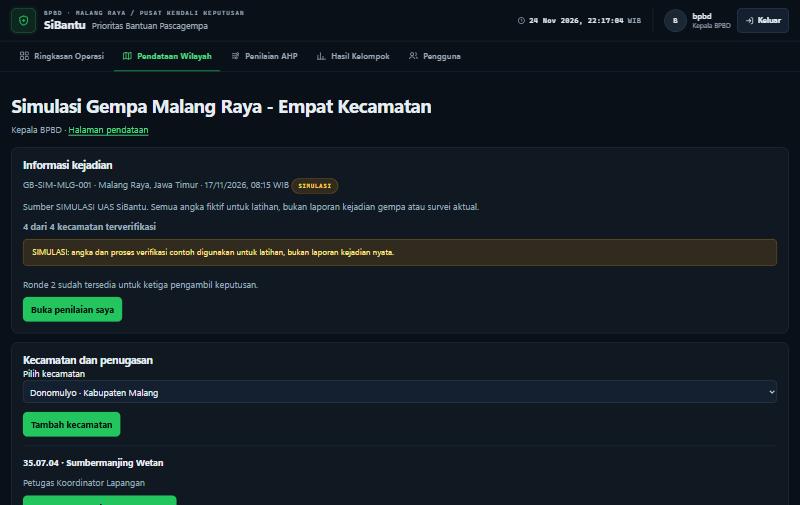 BPBD · MALANG RAYA / PUSAT KENDALI KEPUTUSAN
SiBantu Prioritas Bantuan Pascagempa
24 Nov 2026, 22:17:04 WIB
B
bpbd
Kepala BPBD
Keluar
Ringkasan Operasi
Pendataan Wilayah
Penilaian AHP
Hasil Kelompok
Pengguna
Simulasi Gempa Malang Raya - Empat Kecamatan
Kepala BPBD · Halaman pendataan
Informasi kejadian
GB-SIM-MLG-001 · Malang Raya, Jawa Timur · 17/11/2026, 08:15 WIB SIMULASI
Sumber SIMULASI UAS SiBantu. Semua angka fiktif untuk latihan, bukan laporan kejadian gempa atau survei aktual.
4 dari 4 kecamatan terverifikasi
SIMULASI: angka dan proses verifikasi contoh digunakan untuk latihan, bukan laporan kejadian nyata.
Ronde 2 sudah tersedia untuk ketiga pengambil keputusan.
Buka penilaian saya
Kecamatan dan penugasan
Pilih kecamatan
Donomulyo · Kabupaten Malang
Tambah kecamatan
35.07.04 · Sumbermanjing Wetan
Petugas Koordinator Lapangan